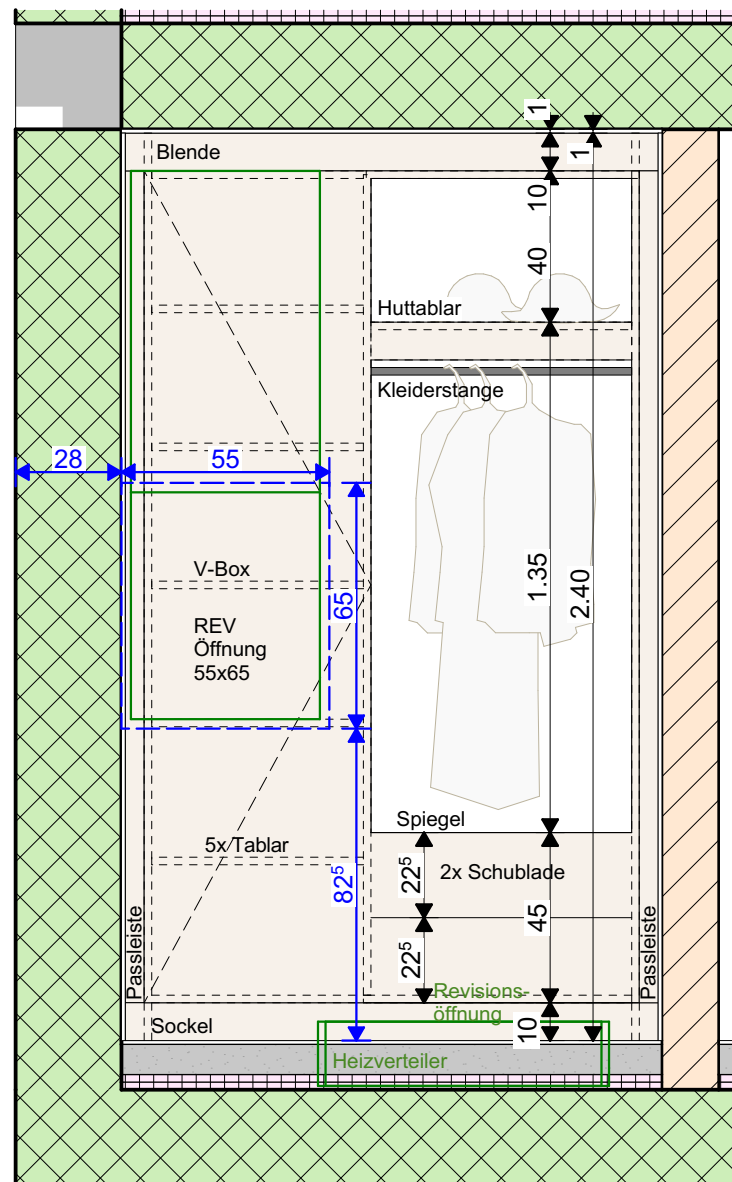 1
Blende
1
10
40
Huttablar
Kleiderstange
28
55
V-Box
65
1.35
2.40
REV
Öffnung
55x65
Spiegel
5x Tablar
22⁵
2x Schublade
82⁵
45
Passleiste
22⁵
Passleiste
Revisions-
öffnung
Sockel
10
Heizverteiler